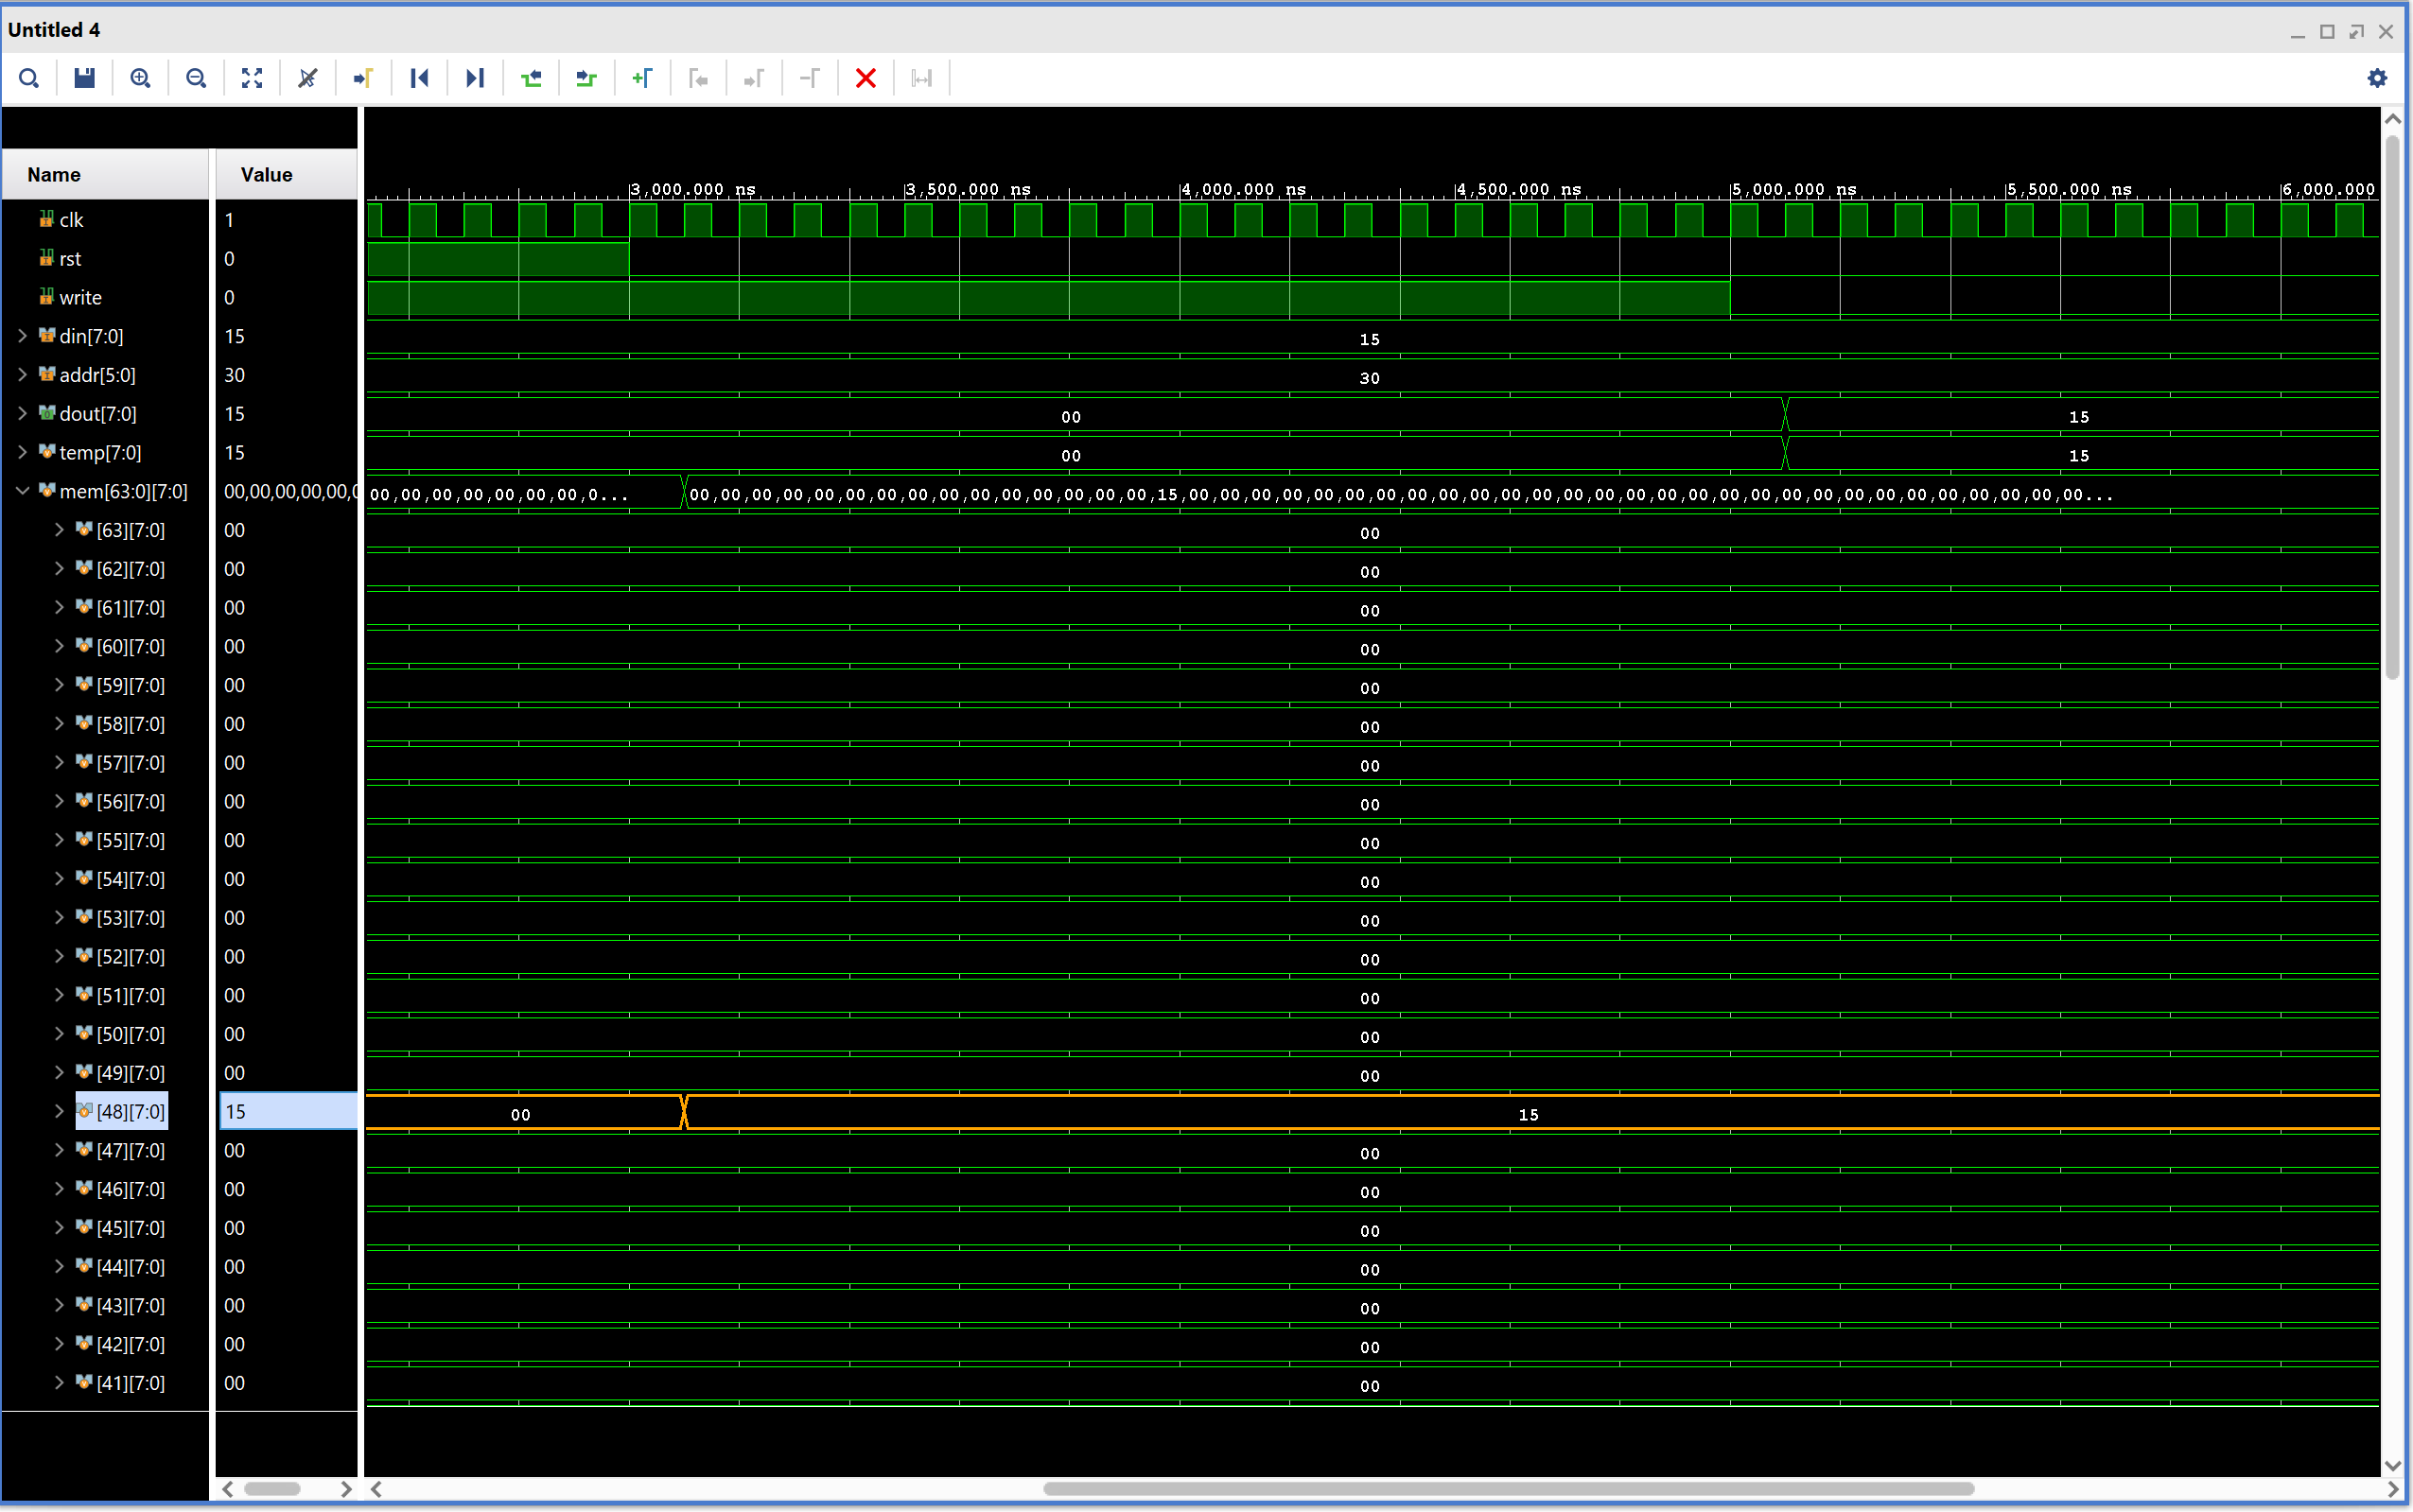 Untitled 4
Name Value
3,000.000 ns 3,500.000 ns 4,000.000 ns 4,500.000 ns 5,000.000 ns 5,500.000 ns 6,000.000
clk 1
rst 0
write 0
din[7:0] 15 15
addr[5:0] 30 30
dout[7:0] 15 00 15
temp[7:0] 15 00 15
mem[63:0][7:0] 00,00,00,00,00,0 00,00,00,00,00,00,00,0... 00,00,00,00,00,00,00,00,00,00,00,00,00,00,00,15,00,00,00,00,00,00,00,00,00,00,00,00,00,00,00,00,00,00,00,00,00,00,00,00,00,00,00,00,00...
[63][7:0] 00 00
[62][7:0] 00 00
[61][7:0] 00 00
[60][7:0] 00 00
[59][7:0] 00 00
[58][7:0] 00 00
[57][7:0] 00 00
[56][7:0] 00 00
[55][7:0] 00 00
[54][7:0] 00 00
[53][7:0] 00 00
[52][7:0] 00 00
[51][7:0] 00 00
[50][7:0] 00 00
[49][7:0] 00 00
[48][7:0] 15 00 15
[47][7:0] 00 00
[46][7:0] 00 00
[45][7:0] 00 00
[44][7:0] 00 00
[43][7:0] 00 00
[42][7:0] 00 00
[41][7:0] 00 00